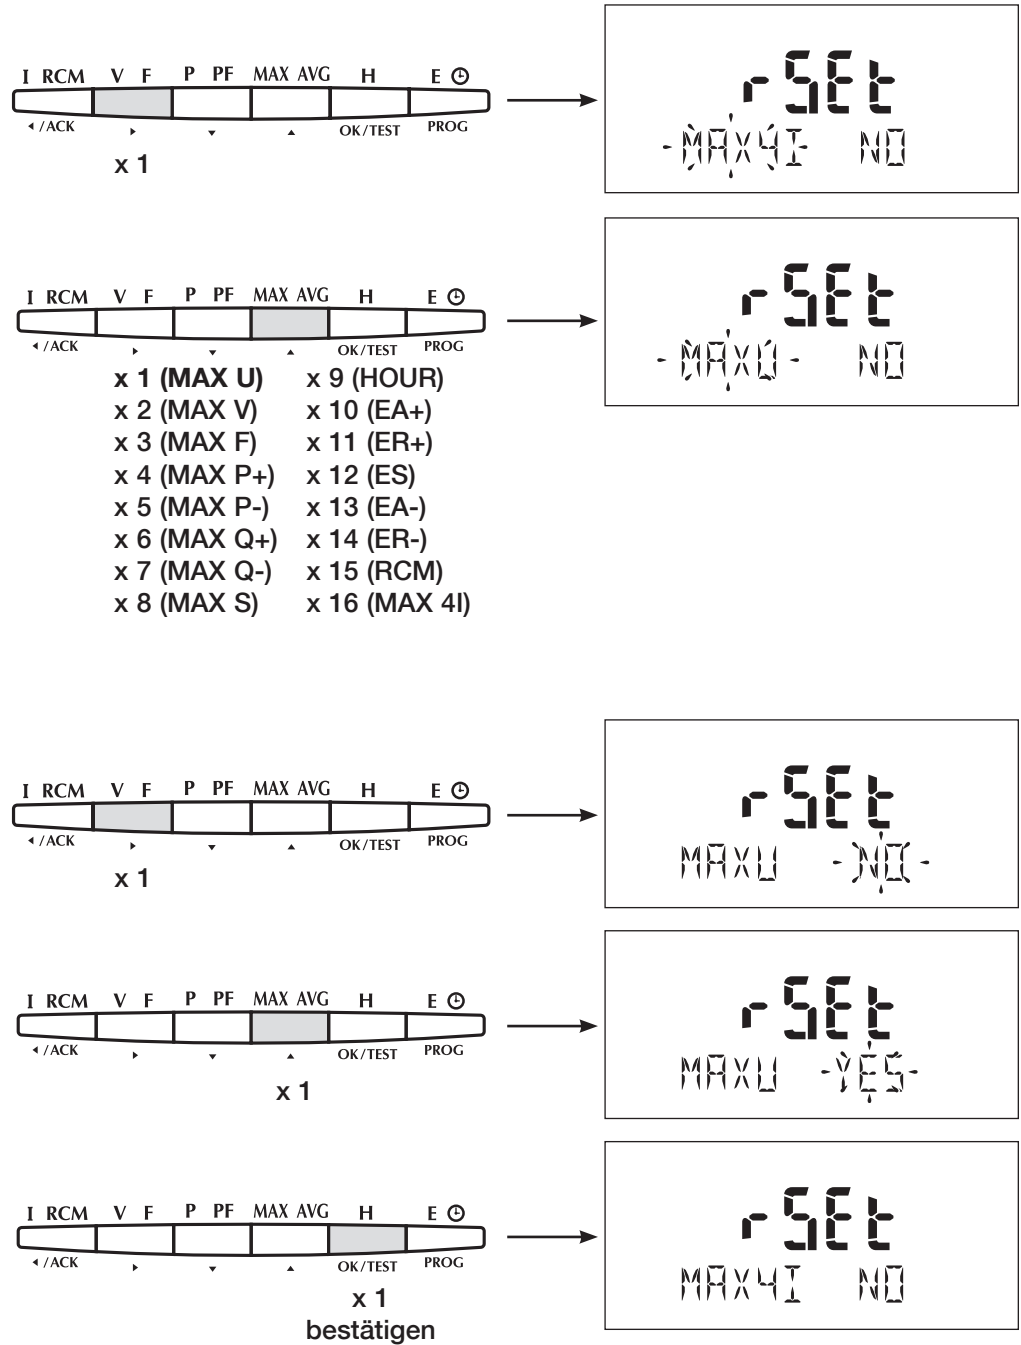 I RCM V F P PF MAX AVG H E
/ACK OK/TEST PROG
x 1
rSEt
MAX4I NO
I RCM V F P PF MAX AVG H E
/ACK OK/TEST PROG
x 1 (MAX U) x 9 (HOUR)
x 2 (MAX V) x 10 (EA+)
x 3 (MAX F) x 11 (ER+)
x 4 (MAX P+) x 12 (ES)
x 5 (MAX P-) x 13 (EA-)
x 6 (MAX Q+) x 14 (ER-)
x 7 (MAX Q-) x 15 (RCM)
x 8 (MAX S) x 16 (MAX 4I)
rSEt
MAXU NO
I RCM V F P PF MAX AVG H E
/ACK OK/TEST PROG
x 1
rSEt
MAXU NO
I RCM V F P PF MAX AVG H E
/ACK OK/TEST PROG
x 1
rSEt
MAXU YES
I RCM V F P PF MAX AVG H E
/ACK OK/TEST PROG
x 1
bestätigen
rSEt
MAX4I NO